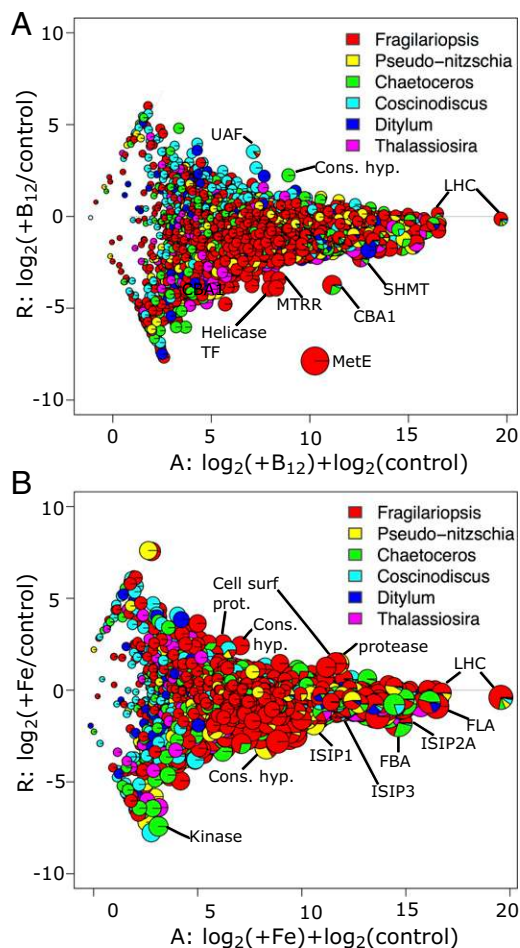 A
10
5
0
-5
-10
R: log2(+B12/control)
Fragilariopsis
Pseudo-nitzschia
Chaetoceros
Coscinodiscus
Ditylum
Thalassiosira
UAF
Cons. hyp.
LHC
SHMT
CBA1
MTRR
Helicase
TF
MetE
0 5 10 15 20
A: log2(+B12)+log2(control)
B
10
5
0
-5
-10
R: log2(+Fe/control)
Fragilariopsis
Pseudo-nitzschia
Chaetoceros
Coscinodiscus
Ditylum
Thalassiosira
Cell surf
prot.
Cons.
hyp.
protease
LHC
FLA
ISIP2A
FBA
ISIP1
ISIP3
Cons. hyp.
Kinase
0 5 10 15 20
A: log2(+Fe)+log2(control)